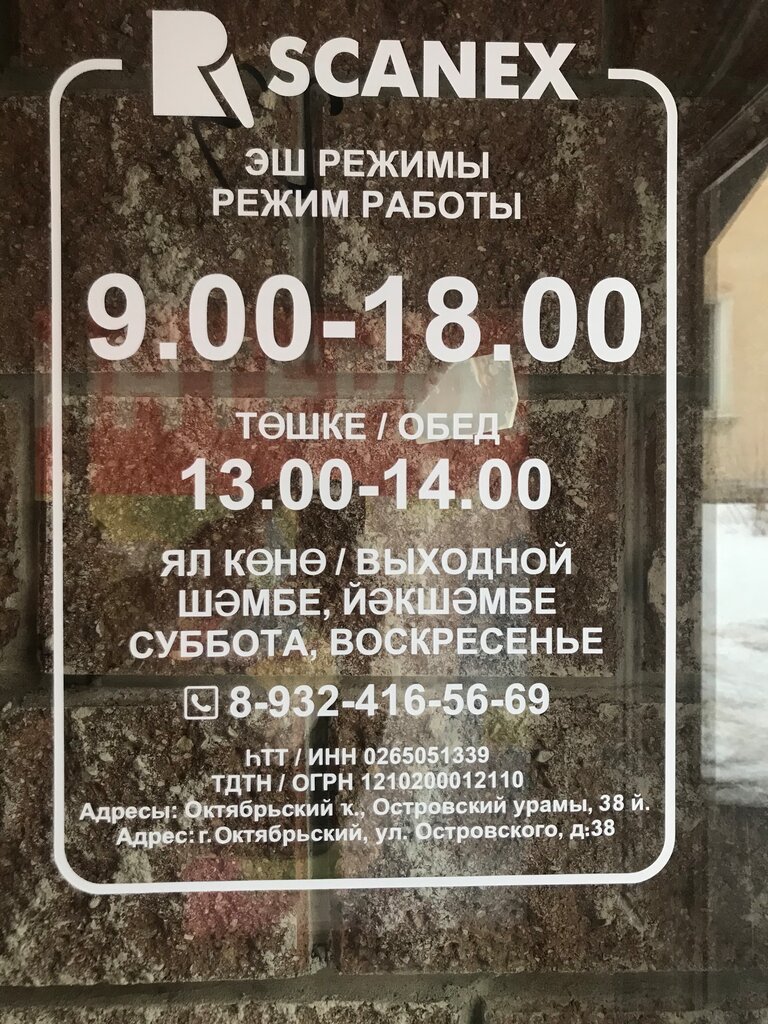 R SCANEX
ЭШ РЕЖИМЫ
РЕЖИМ РАБОТЫ
9.00-18.00
ТӨШКЕ / ОБЕД
13.00-14.00
ЯЛ КӨНӨ / ВЫХОДНОЙ
ШӘМБЕ, ЙӘКШӘМБЕ
СУББОТА, ВОСКРЕСЕНЬЕ
8-932-416-56-69
ҺТТ / ИНН 0265051339
ТДТН / ОГРН 1210200012110
Адресы: Октябрьский ҡ., Островский урамы, 38 й.
Адрес: г. Октябрьский, ул. Островского, д:38